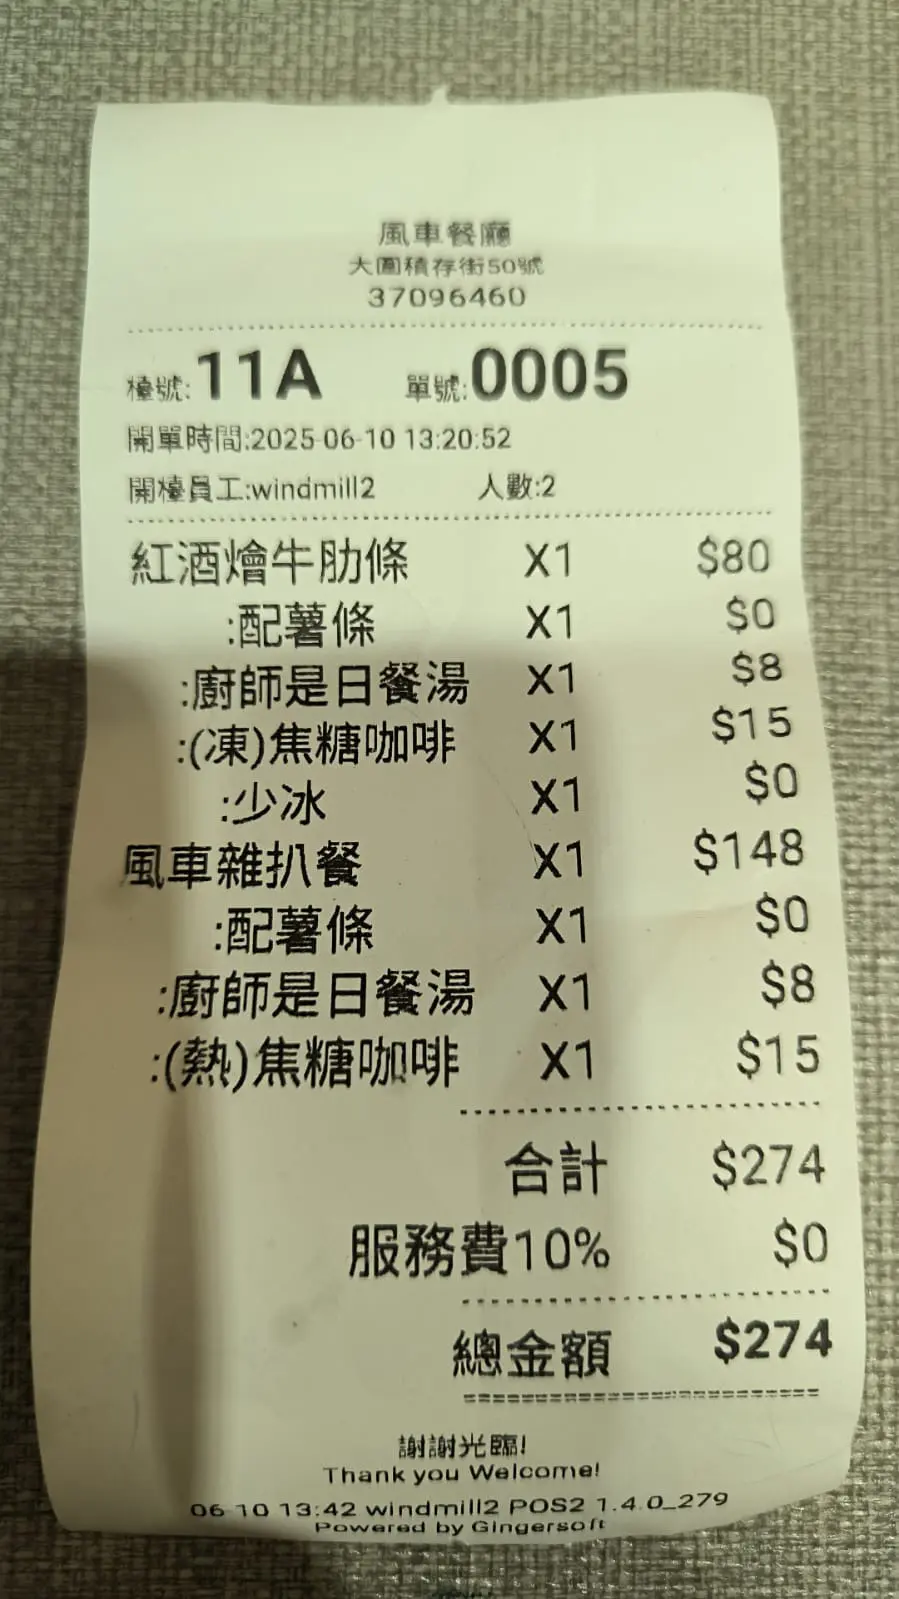 風車餐廳
大圍積存街50號
37096460
檯號:11A 單號:0005
開單時間:2025-06-10 13:20:52
開檯員工:windmill2 人數:2
紅酒燴牛肋條 X1 $80
:配薯條 X1 $0
:廚師是日餐湯 X1 $8
:(凍)焦糖咖啡 X1 $15
:少冰 X1 $0
風車雜扒餐 X1 $148
:配薯條 X1 $0
:廚師是日餐湯 X1 $8
:(熱)焦糖咖啡 X1 $15
合計 $274
服務費10% $0
總金額 $274
謝謝光臨!
Thank you Welcome!
06-10 13:42 windmill2 POS2 1.4.0_279
Powered by Gingersoft